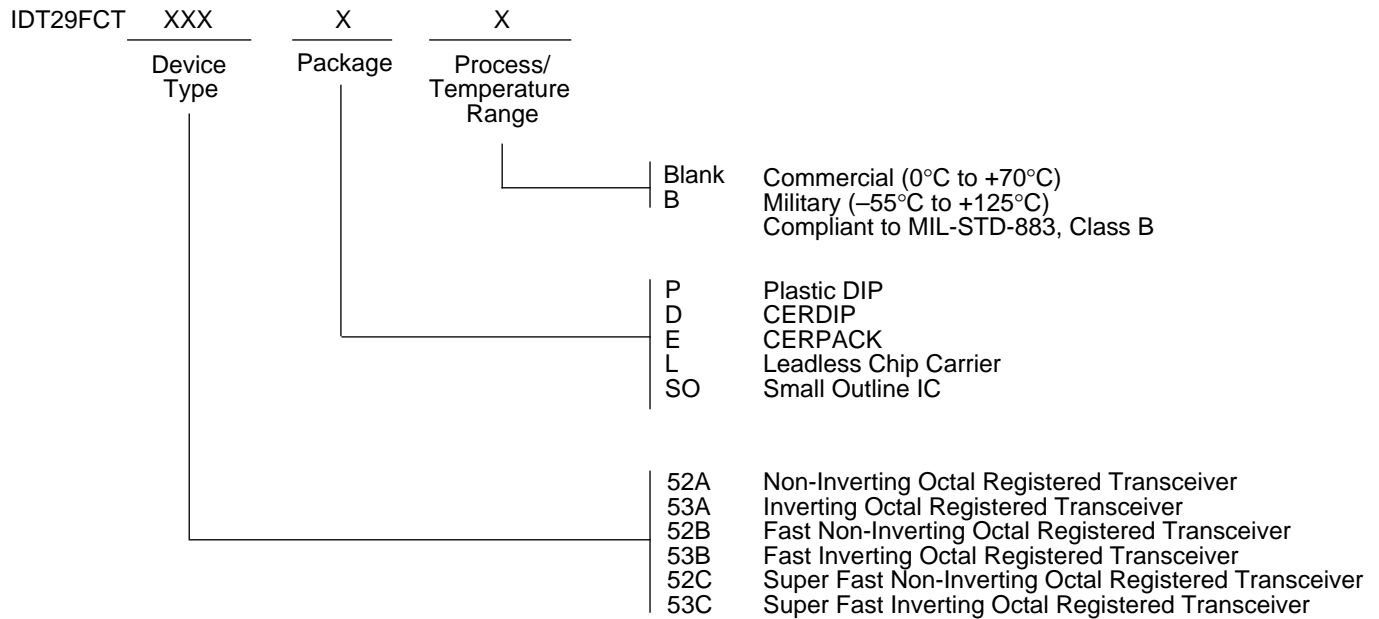 IDT29FCT XXX X X
Device Type
Package
Process/ Temperature Range
Blank Commercial (0°C to +70°C)
B Military (–55°C to +125°C)
Compliant to MIL-STD-883, Class B
P Plastic DIP
D CERDIP
E CERPACK
L Leadless Chip Carrier
SO Small Outline IC
52A Non-Inverting Octal Registered Transceiver
53A Inverting Octal Registered Transceiver
52B Fast Non-Inverting Octal Registered Transceiver
53B Fast Inverting Octal Registered Transceiver
52C Super Fast Non-Inverting Octal Registered Transceiver
53C Super Fast Inverting Octal Registered Transceiver